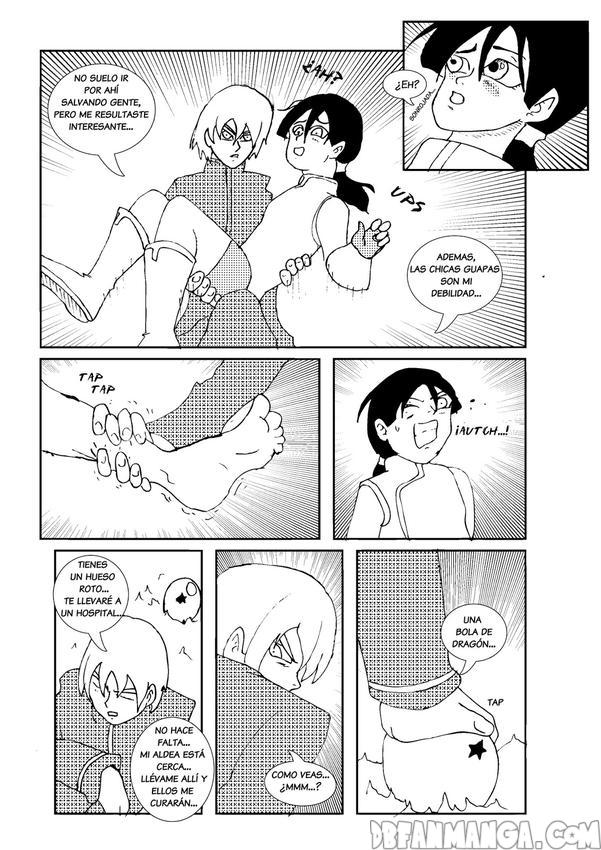 ¿AH?
NO SUELO IR
POR AHÍ
SALVANDO GENTE,
PERO ME RESULTASTE
INTERESANTE...
¿EH?
SONROJADA...
UPS
ADEMAS,
LAS CHICAS GUAPAS
SON MI
DEBILIDAD...
TAP
TAP
¡AUTCH...!
TIENES
UN HUESO
ROTO...
TE LLEVARÉ A
UN HOSPITAL...
NO HACE
FALTA...
MI ALDEA ESTÁ
CERCA...
LLÉVAME ALLÍ Y
ELLOS ME
CURARÁN...
COMO VEAS...
¿MMM...?
UNA
BOLA DE
DRAGÓN...
TAP
DBFANMANGA.COM